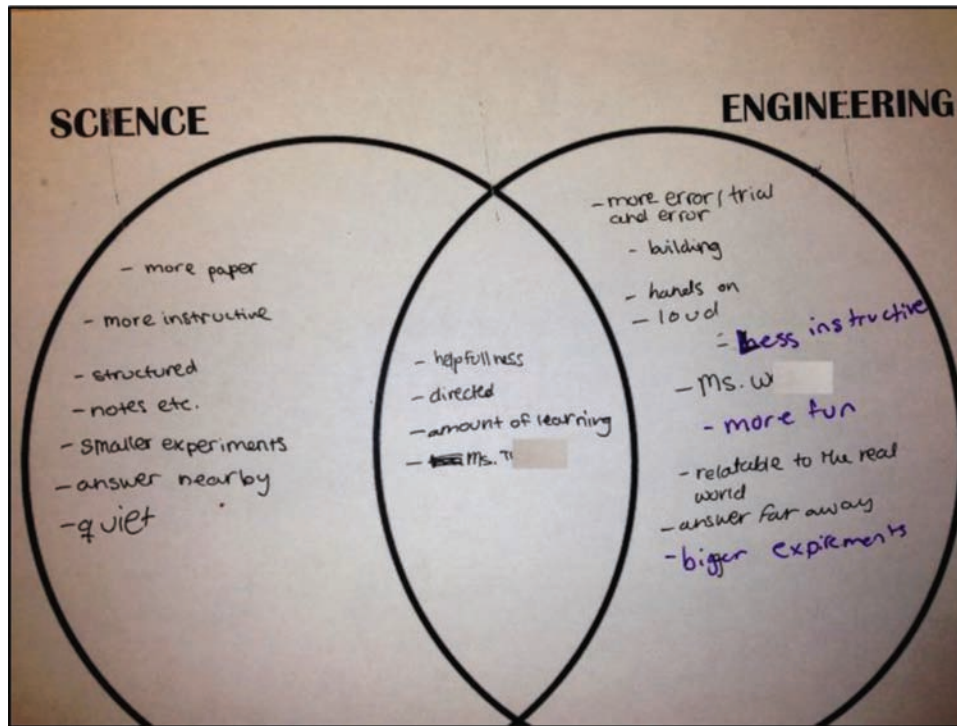 SCIENCE
ENGINEERING
- more paper
- more instructive
- structured
- notes etc.
- smaller experiments
- answer nearby
- quiet
- helpfullness
- directed
- amount of learning
- Ms.
- more error / trial
and error
- building
- hands on
- loud
- Less instructive
- Ms. W
- more fun
- relatable to the real
world
- answer far away
- bigger expirements